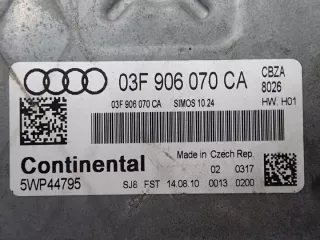 03F 906 070 CA
CBZA
8026
03F 906 070 CA SIMOS 10.24
HW: H01
Continental
Made in Czech Rep.
5WP44795
02 0317
SJ8 FST 14.08.10 0013 0200